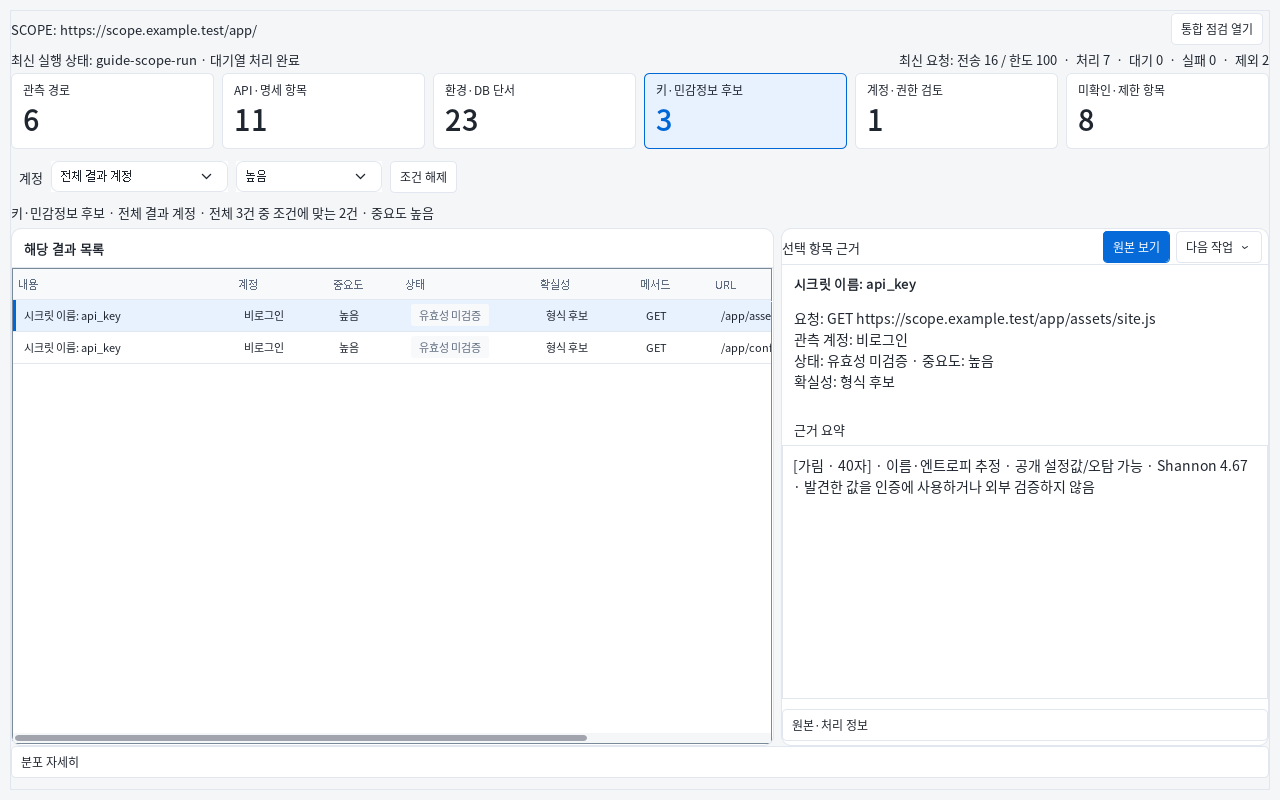 SCOPE: https://scope.example.test/app/
통합 점검 열기
최신 실행 상태: guide-scope-run · 대기열 처리 완료
최신 요청: 전송 16 / 한도 100 · 처리 7 · 대기 0 · 실패 0 · 제외 2
관측 경로
6
API·명세 항목
11
환경·DB 단서
23
키·민감정보 후보
3
계정·권한 검토
1
미확인·제한 항목
8
계정 전체 결과 계정 높음 조건 해제
키·민감정보 후보 · 전체 결과 계정 · 전체 3건 중 조건에 맞는 2건 · 중요도 높음
해당 결과 목록
내용 계정 중요도 상태 확실성 메서드 URL
시크릿 이름: api_key 비로그인 높음 유효성 미검증 형식 후보 GET /app/asse
시크릿 이름: api_key 비로그인 높음 유효성 미검증 형식 후보 GET /app/conf
선택 항목 근거
원본 보기
다음 작업
시크릿 이름: api_key
요청: GET https://scope.example.test/app/assets/site.js
관측 계정: 비로그인
상태: 유효성 미검증 · 중요도: 높음
확실성: 형식 후보
근거 요약
[가림 · 40자] · 이름·엔트로피 추정 · 공개 설정값/오탐 가능 · Shannon 4.67
· 발견한 값을 인증에 사용하거나 외부 검증하지 않음
원본·처리 정보
분포 자세히